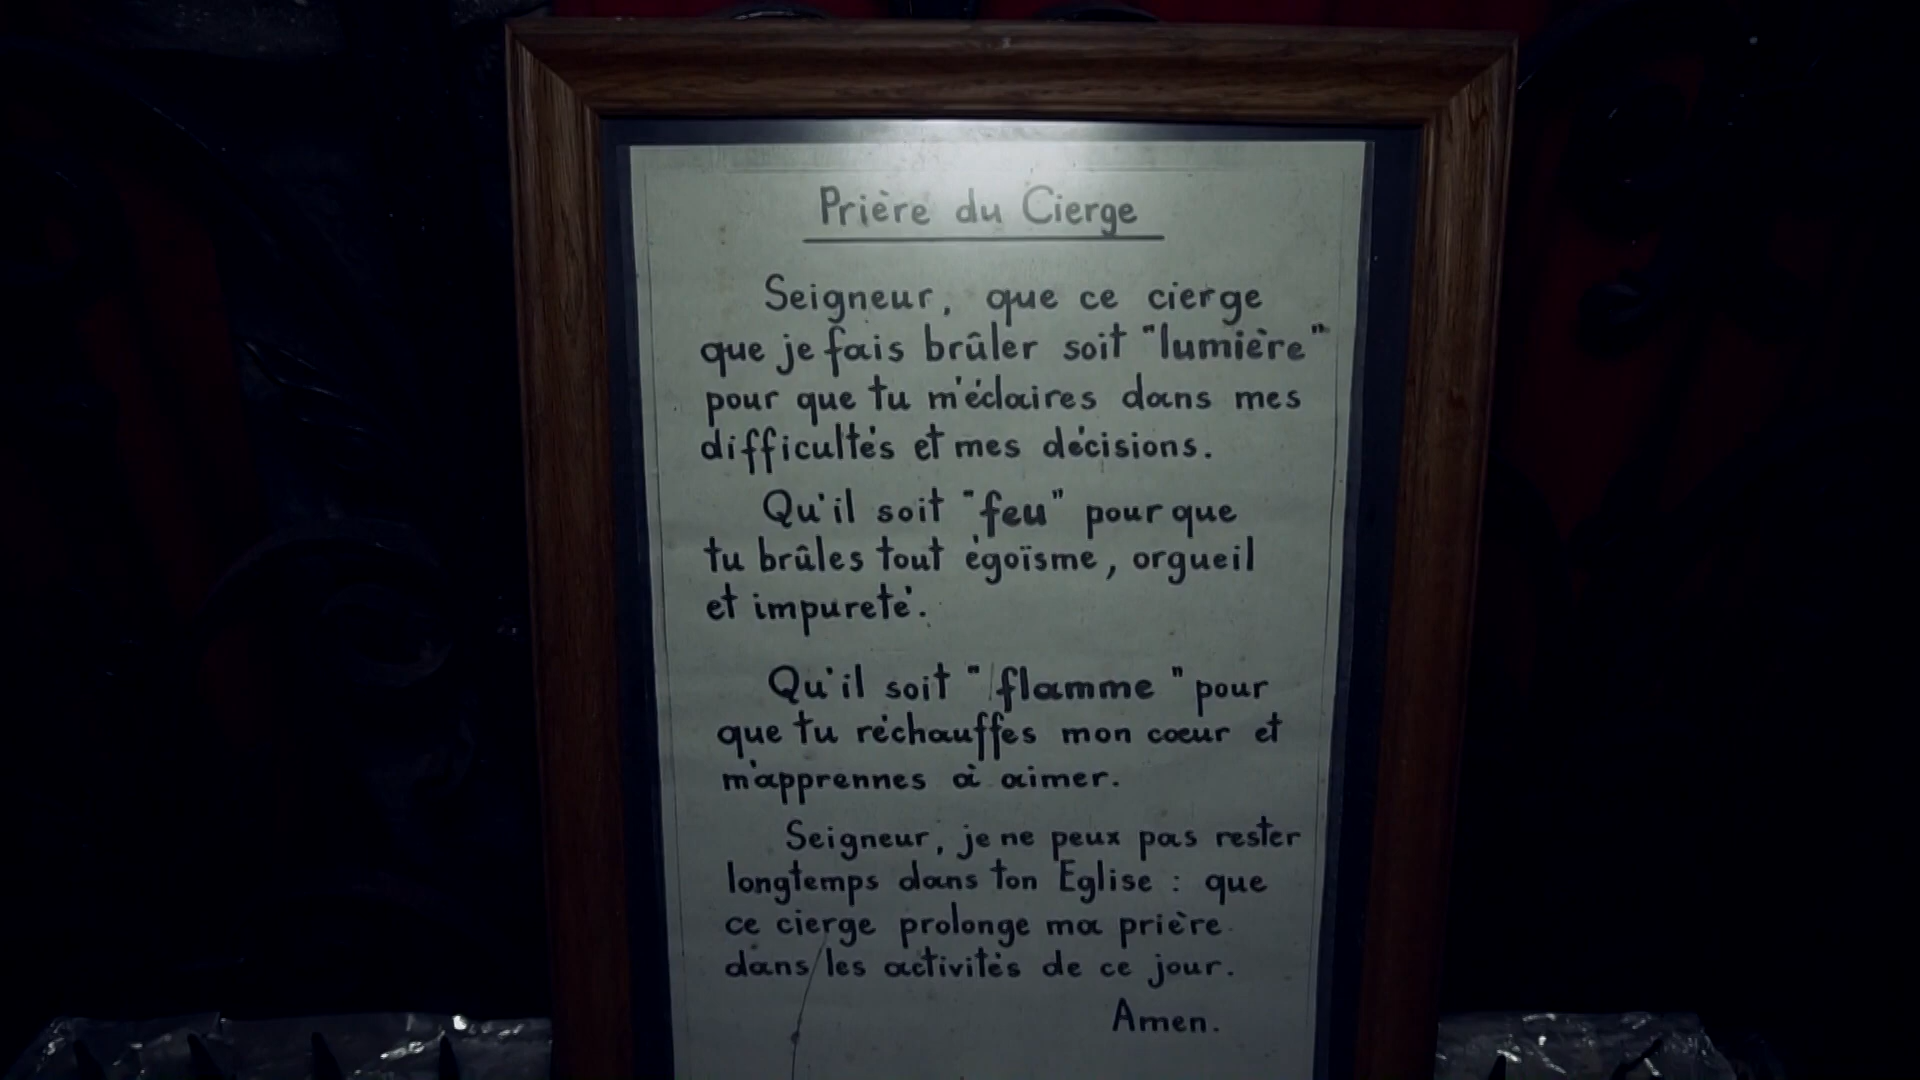 Prière du Cierge
Seigneur, que ce cierge
que je fais brûler soit "lumière"
pour que tu m'éclaires dans mes
difficultés et mes décisions.
Qu'il soit "feu" pour que
tu brûles tout égoïsme, orgueil
et impureté.
Qu'il soit "flamme" pour
que tu réchauffes mon cœur et
m'apprennes à aimer.
Seigneur, je ne peux pas rester
longtemps dans ton Eglise : que
ce cierge prolonge ma prière
dans les activités de ce jour.
Amen.